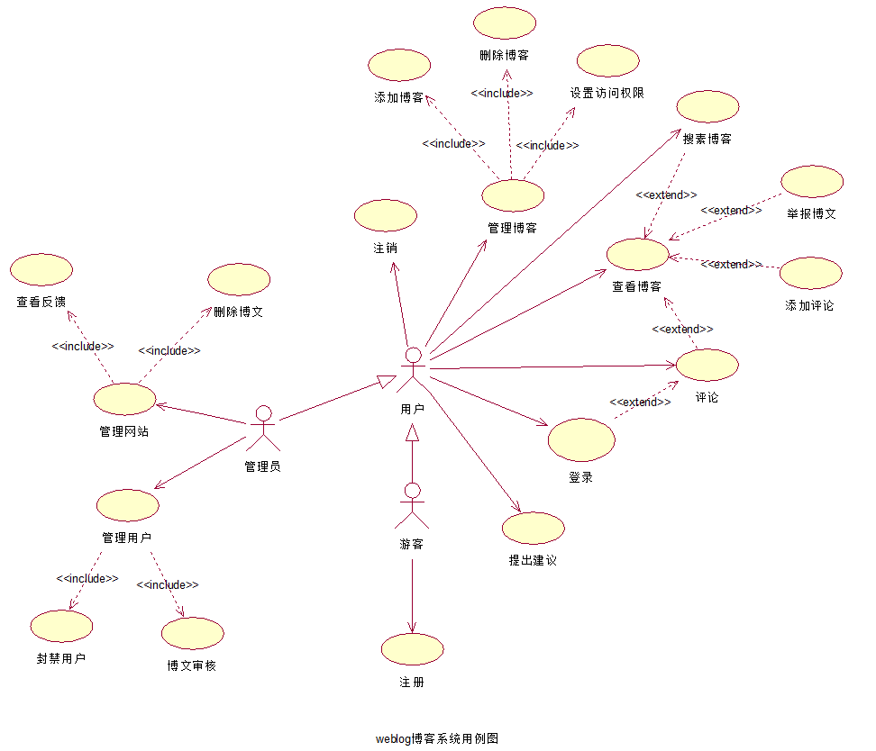 删除博客
添加博客
<<include>>
设置访问权限
<<include>>
<<include>>
搜素博客
管理博客
<<extend>>
<<extend>>
举报博文
注销
<<extend>>
查看博客
添加评论
查看反馈
删除博文
<<extend>>
<<include>>
<<include>>
评论
<<extend>>
用户
管理网站
管理员
登录
管理用户
游客
提出建议
<<include>>
<<include>>
封禁用户
博文审核
注册
weblog博客系统用例图